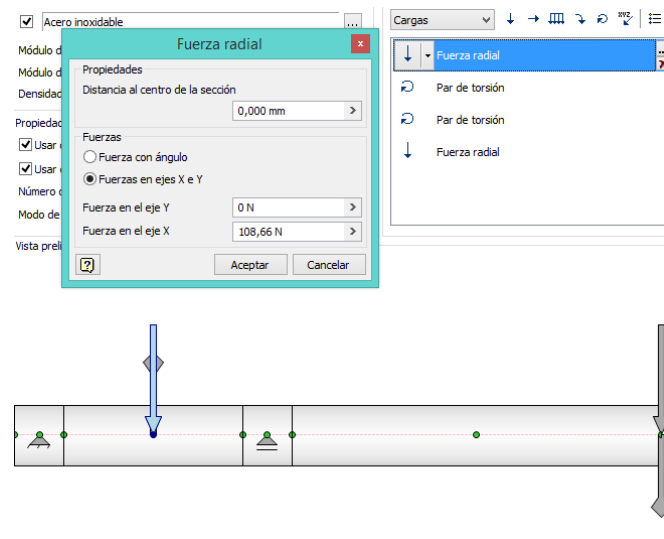 Acero inoxidable
...
Cargas
Fuerza radial
x
Módulo d
Propiedades
Fuerza radial
Módulo d
Distancia al centro de la sección
Densidad
0,000 mm
Par de torsión
Propiedad
Fuerzas
Par de torsión
Usar
Fuerza con ángulo
Fuerza radial
Usar
Fuerzas en ejes X e Y
Número
Fuerza en el eje Y
0 N
Modo de
Fuerza en el eje X
108,66 N
Vista preli
Aceptar
Cancelar